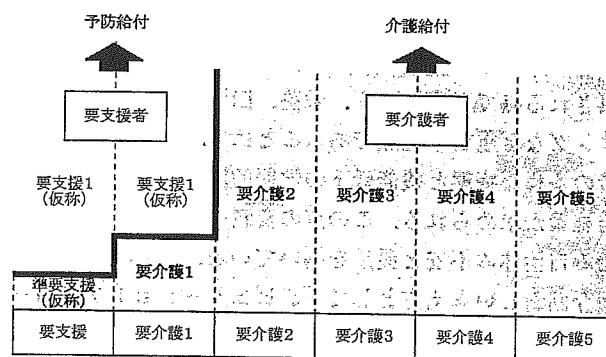 予防給付
介護給付
要支援者
要介護者
要支援1
(仮称)
要支援1
(仮称)
要介護2
要介護3
要介護4
要介護5
準要支援
(仮称)
要介護1
要支援
要介護1
要介護2
要介護3
要介護4
要介護5